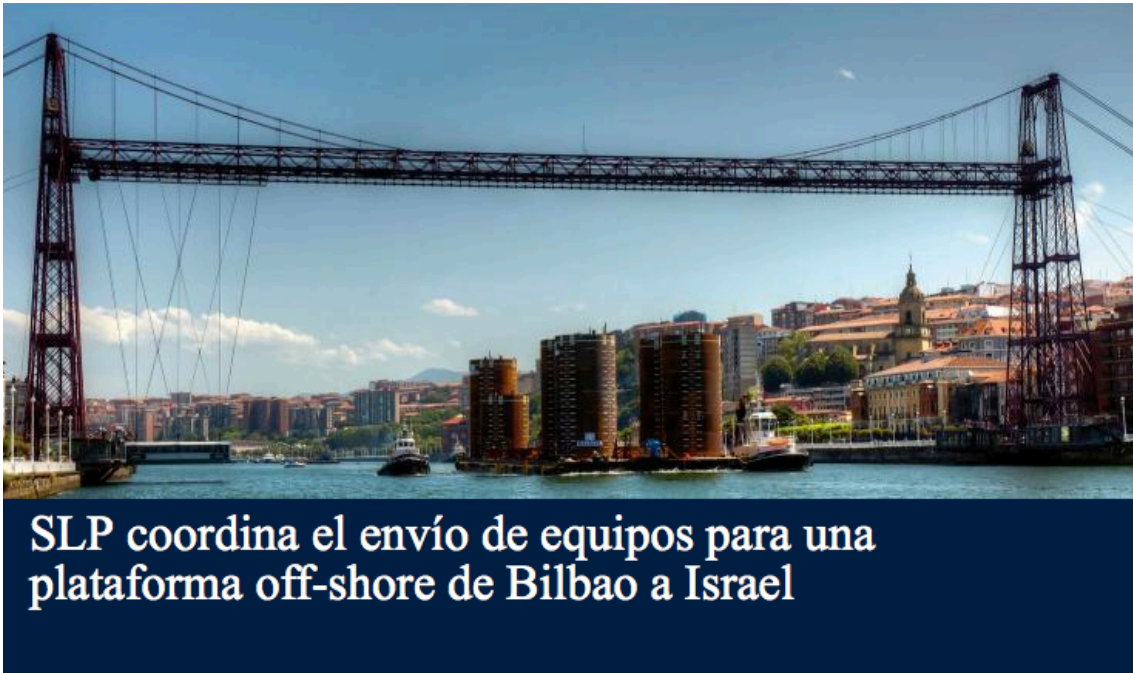 SLP coordina el envío de equipos para una
plataforma off-shore de Bilbao a Israel